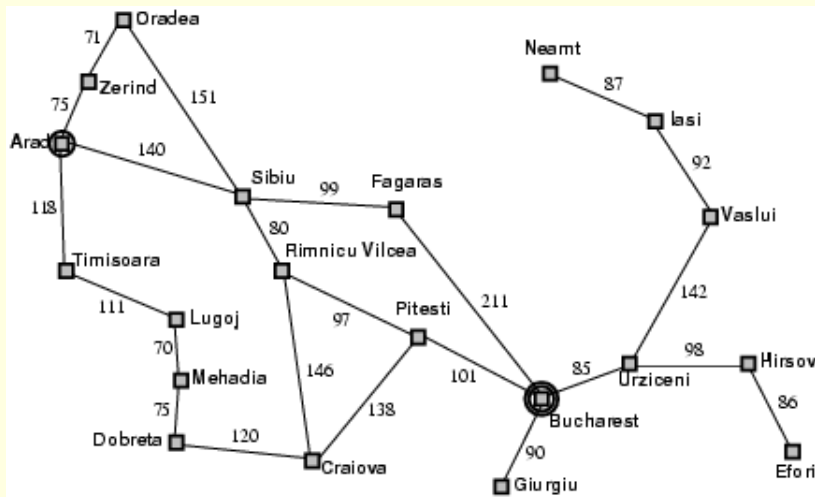 Oradea
Neamt
71
87
Zerind
151
75
Iasi
Arad
140
92
Sibiu
99
Fagaras
118
80
Vaslui
Timisoara
Rimnicu Vilcea
142
111
Lugoj
97
Pitesti
211
70
98
Hirsov
146
101
85
Urziceni
Mehadia
138
86
75
Bucharest
Dobreta
120
90
Craiova
Efori
Giurgiu